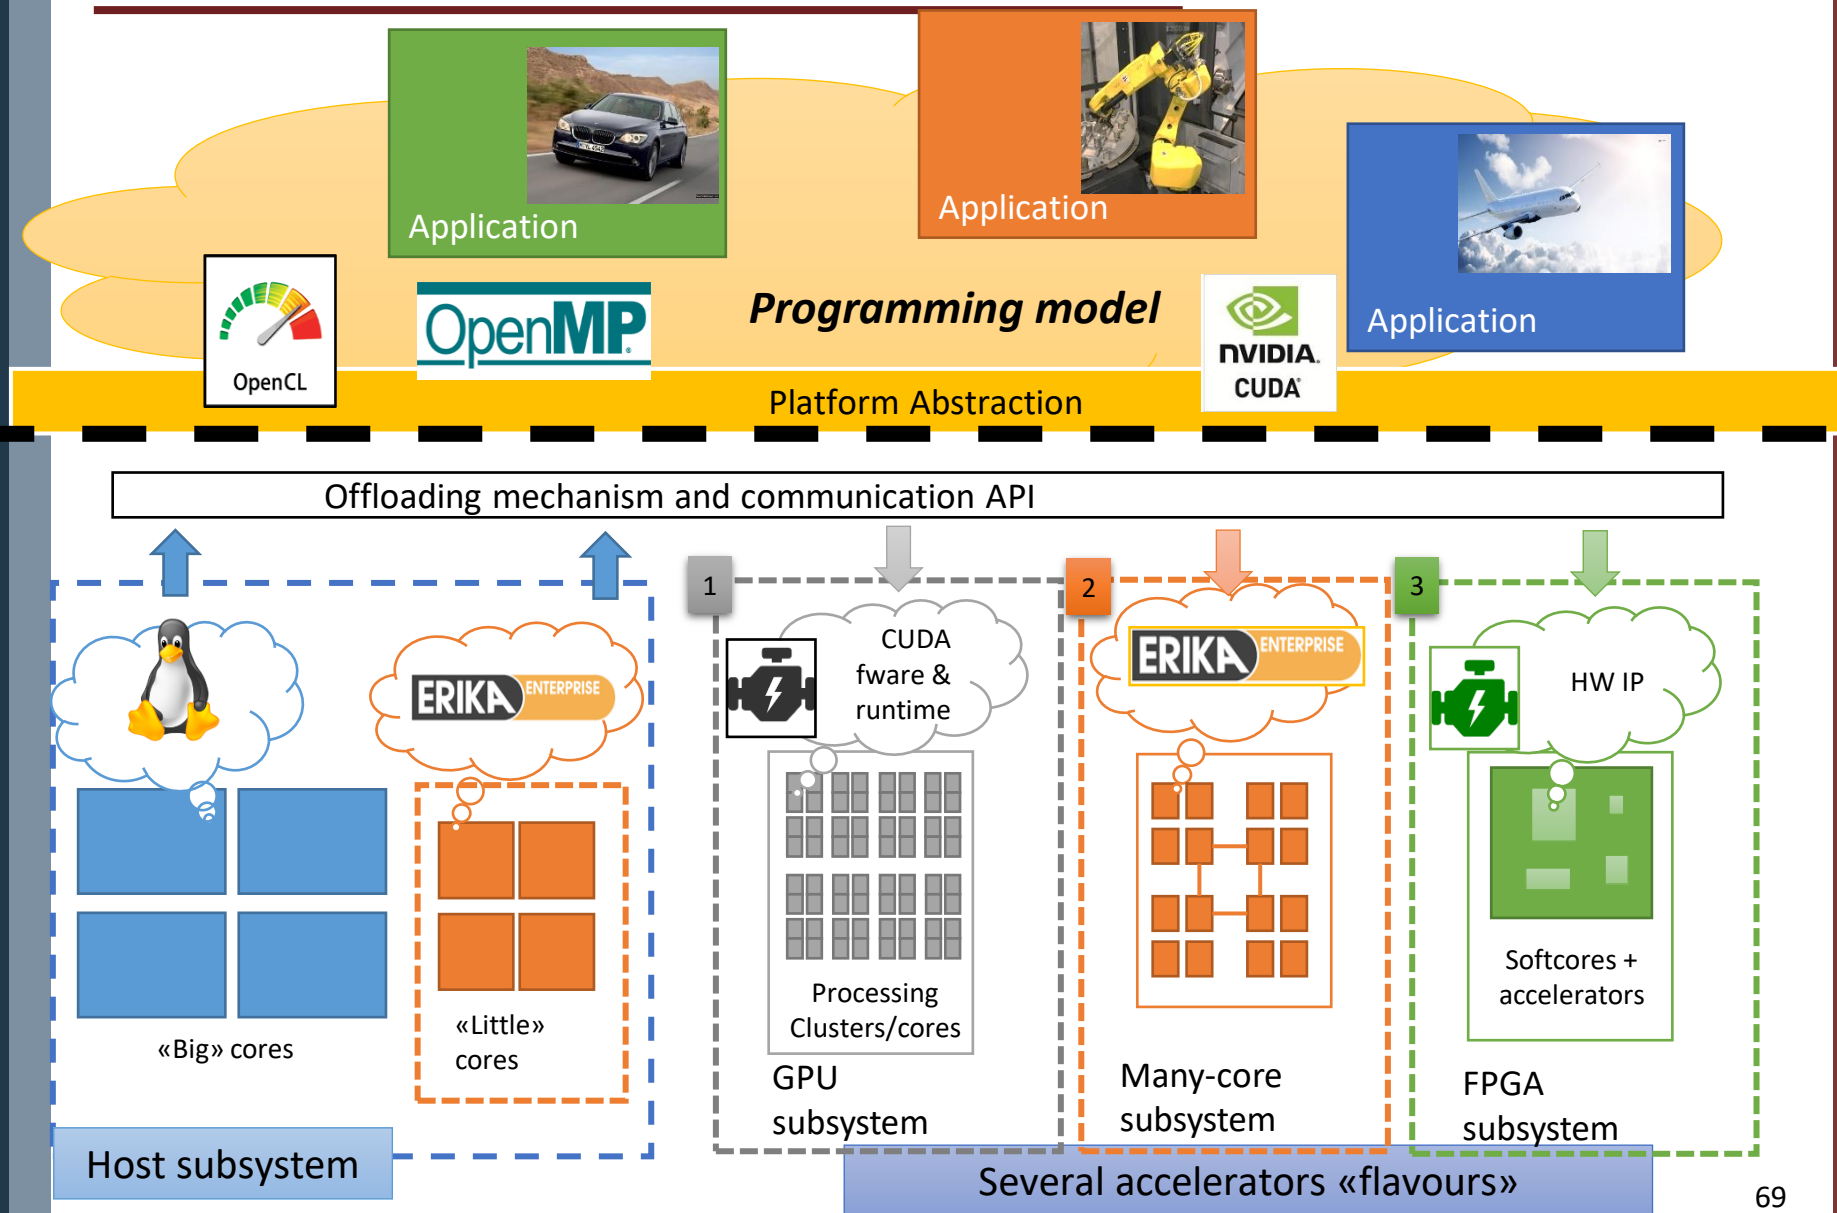 Application
Application
Application
OpenCL
OpenMP
Programming model
NVIDIA
CUDA
Platform Abstraction
Offloading mechanism and communication API
1
2
3
ERIKA ENTERPRISE
CUDA
fware &
runtime
ERIKA ENTERPRISE
HW IP
«Big» cores
«Little»
cores
Processing
Clusters/cores
Softcores +
accelerators
GPU
subsystem
Many-core
subsystem
FPGA
subsystem
Host subsystem
Several accelerators «flavours»
69